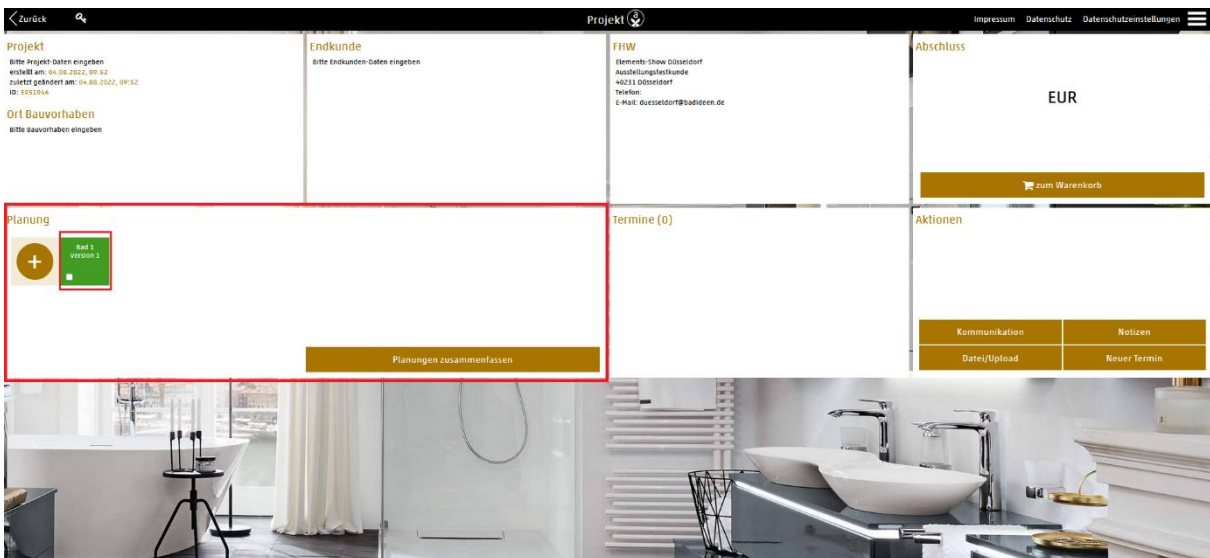 Zurück
Projekt
Impressum Datenschutz Datenschutzeinstellungen
Projekt
Bitte Projekt-Daten eingeben
erstellt am: 04.08.2022, 09:52
zuletzt geändert am: 04.08.2022, 09:52
ID: 5951946
Ort Bauvorhaben
Bitte Bauvorhaben eingeben
Endkunde
Bitte Endkunden-Daten eingeben
FHW
Elements-Show Düsseldorf
Ausstellungstestkunde
40231 Düsseldorf
Telefon:
E-Mail: duesseldorf@badideen.de
Abschluss
EUR
zum Warenkorb
Planung
+
Bad 1
version 1
Planungen zusammenfassen
Termine (0)
Aktionen
Kommunikation
Notizen
Datei/Upload
Neuer Termin